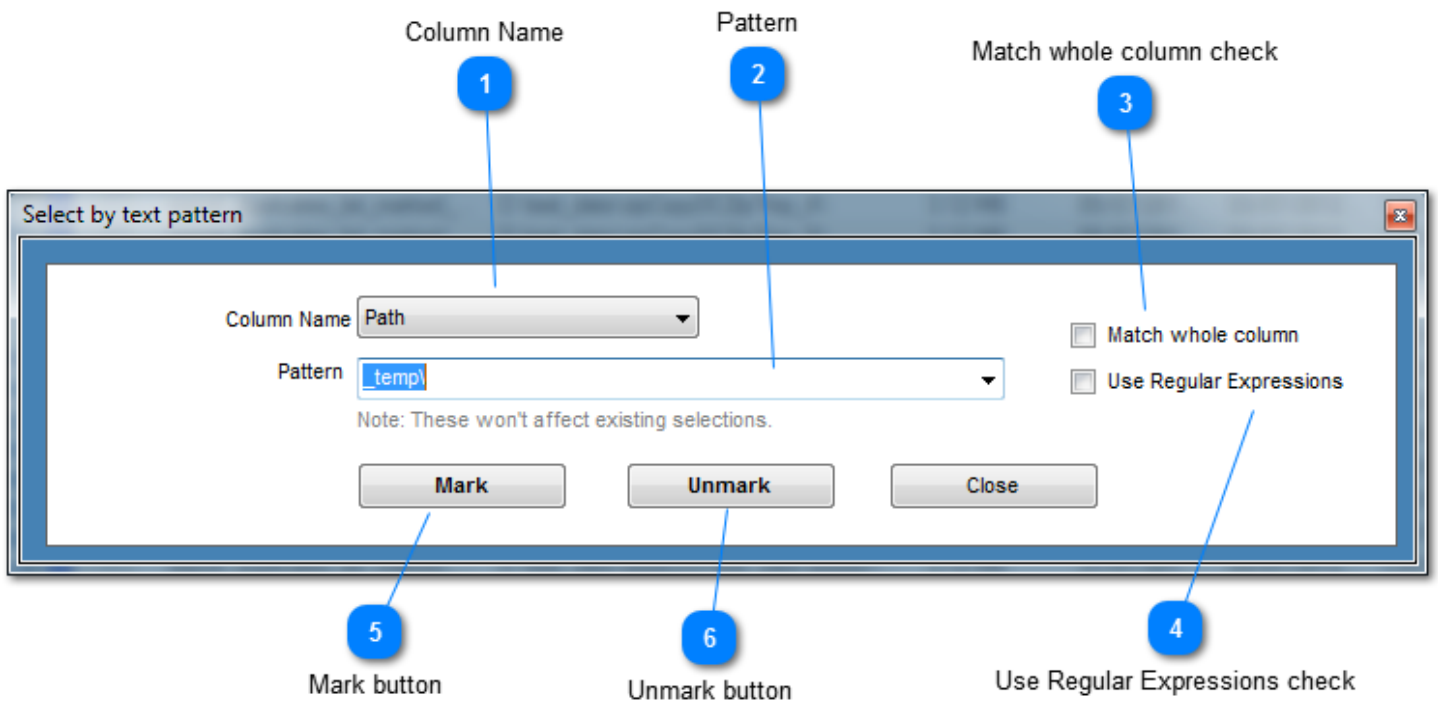 Column Name
Pattern
Match whole column check
1
2
3
Select by text pattern
Column Name
Path
Match whole column
Pattern
_temp\
Use Regular Expressions
Note: These won't affect existing selections.
Mark
Unmark
Close
5
6
4
Mark button
Unmark button
Use Regular Expressions check